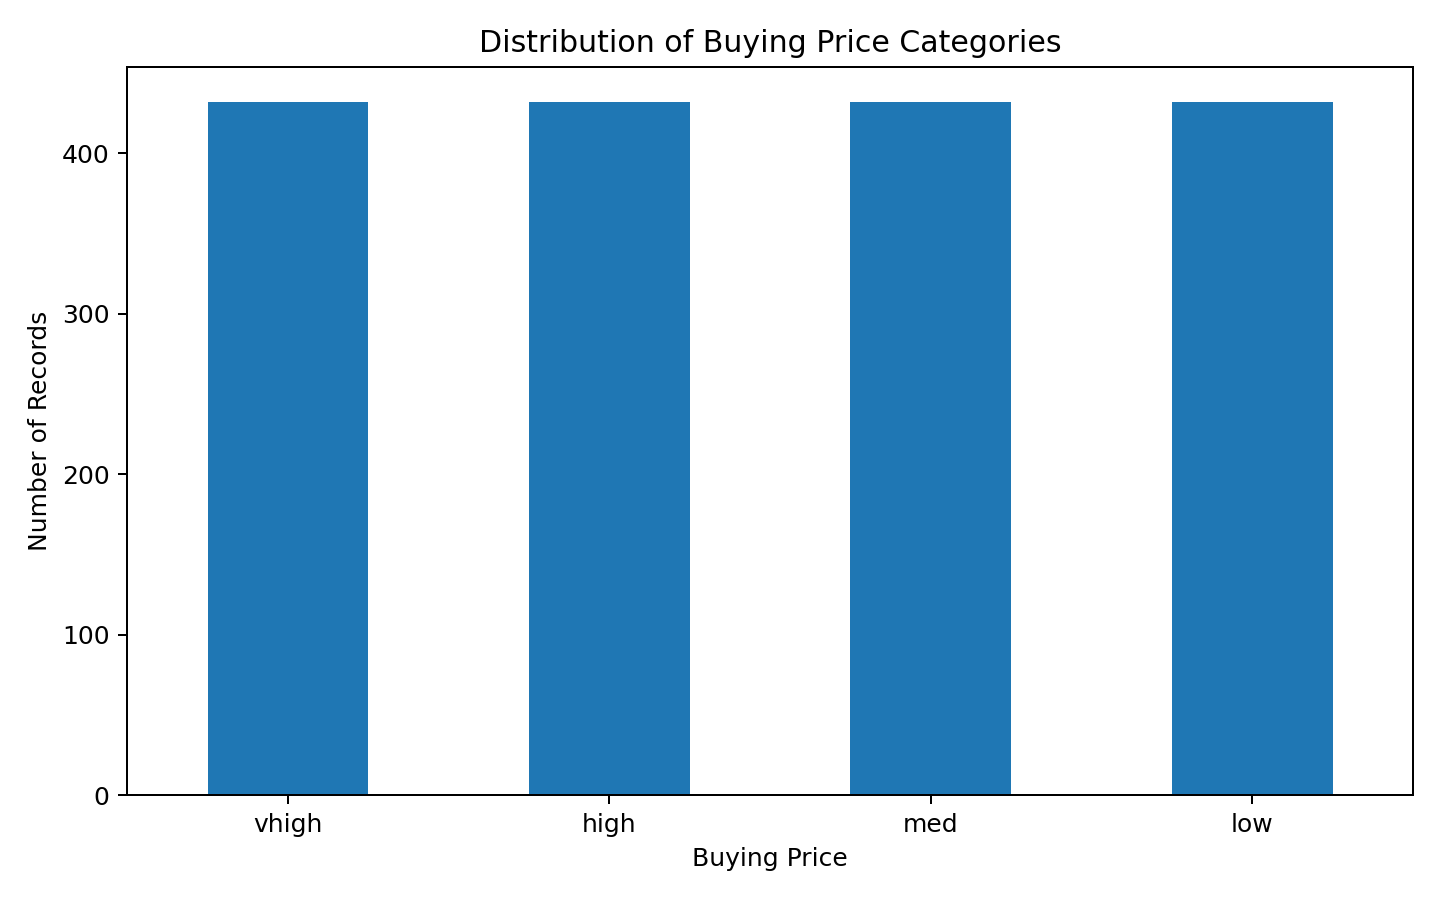 Distribution of Buying Price Categories
Number of Records
400
300
200
100
0
vhigh high med low
Buying Price